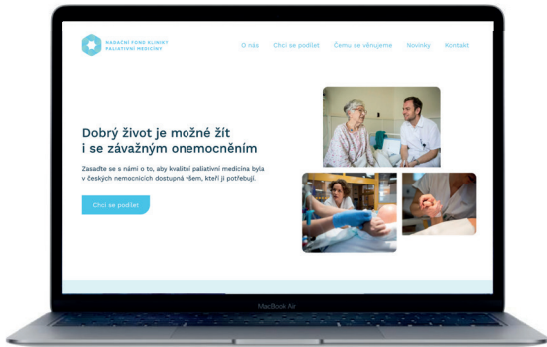 NADAČNÍ FOND KLINIKY
PALIATIVNÍ MEDICÍNY
O nás
Chci se podílet
Čemu se věnujeme
Novinky
Kontakt
Dobrý život je možné žít
i se závažným onemocněním
Zasaďte se s námi o to, aby kvalitní paliativní medicína byla
v českých nemocnicích dostupná všem, kteří ji potřebují.
Chci se podílet
MacBook Air